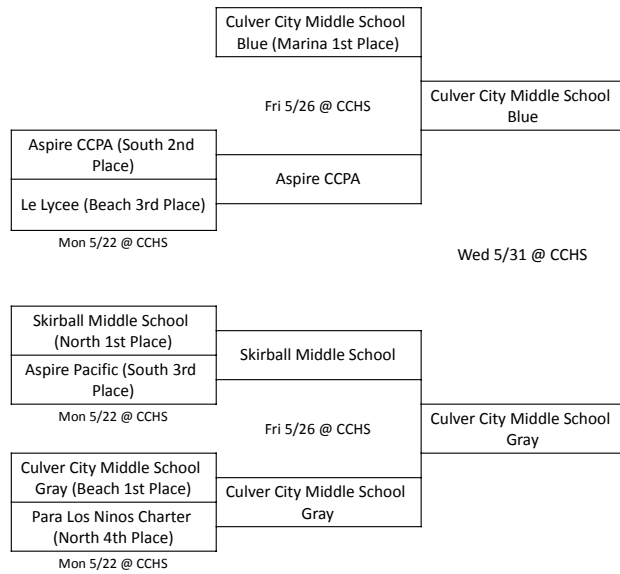 Culver City Middle School
Blue (Marina 1st Place)
Fri 5/26 @ CCHS
Culver City Middle School
Blue
Aspire CCPA (South 2nd
Place)
Aspire CCPA
Le Lycee (Beach 3rd Place)
Mon 5/22 @ CCHS
Wed 5/31 @ CCHS
Skirball Middle School
(North 1st Place)
Skirball Middle School
Aspire Pacific (South 3rd
Place)
Mon 5/22 @ CCHS
Fri 5/26 @ CCHS
Culver City Middle School
Gray
Culver City Middle School
Gray (Beach 1st Place)
Culver City Middle School
Gray
Para Los Ninos Charter
(North 4th Place)
Mon 5/22 @ CCHS